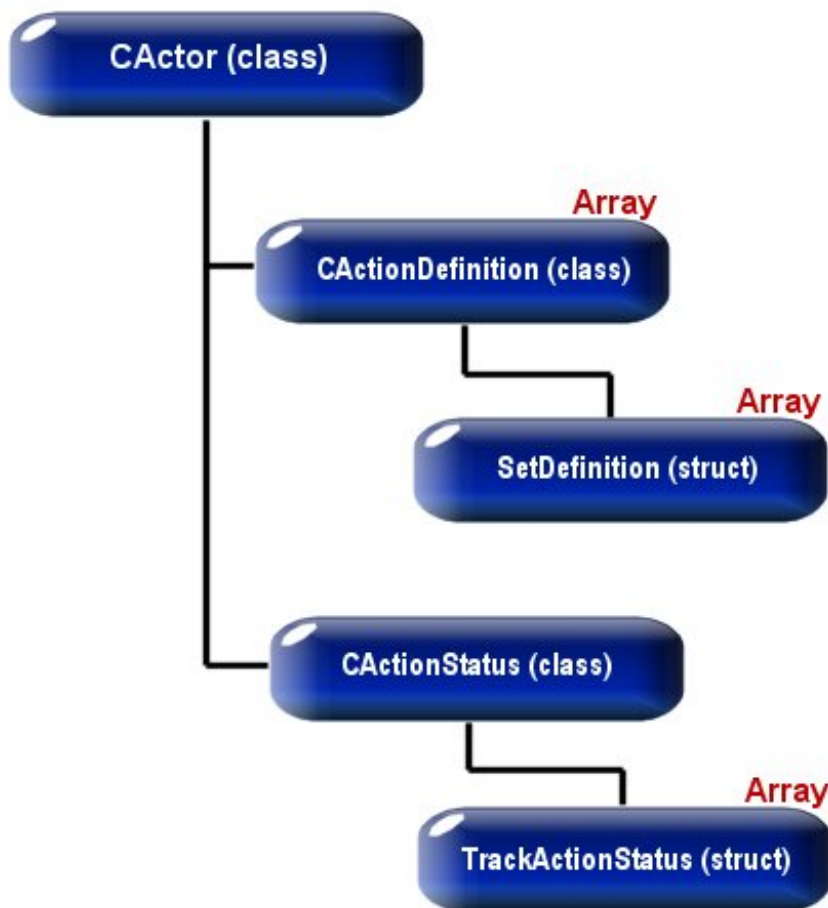 CActor (class)
Array
CActionDefinition (class)
Array
SetDefinition (struct)
CActionStatus (class)
Array
TrackActionStatus (struct)